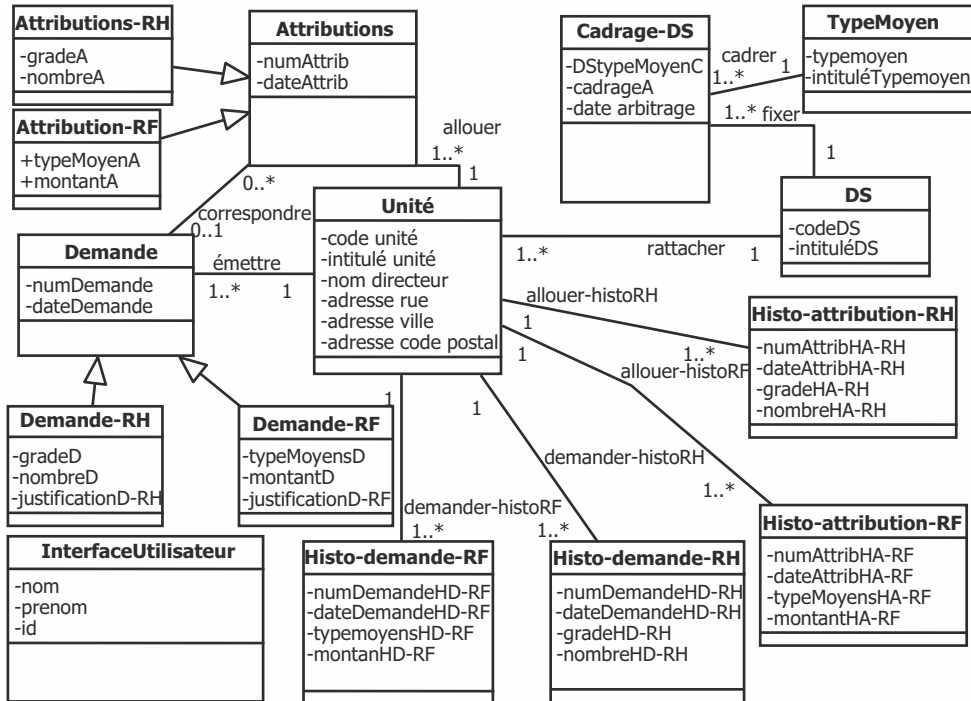 Attributions-RH
-gradeA
-nombreA
Attributions
-numAttrib
-dateAttrib
Cadrage-DS
-DStypeMoyenC
-cadrageA
-date arbitrage
cadrer
1..*
1
TypeMoyen
-typemoyen
-intituléTypemoyen
Attribution-RF
+typeMoyenA
+montantA
1..*
fixer
1
allouer
1..*
1
0..*
correspondre
0..1
Unité
-code unité
-intitulé unité
-nom directeur
-adresse rue
-adresse ville
-adresse code postal
DS
-codeDS
-intituléDS
1..*
rattacher
1
Demande
-numDemande
-dateDemande
émettre
1..*
1
allouer-histoRH
1
1..*
Histo-attribution-RH
-numAttribHA-RH
-dateAttribHA-RH
-gradeHA-RH
-nombreHA-RH
1
allouer-histoRF
1..*
Demande-RH
-gradeD
-nombreD
-justificationD-RH
Demande-RF
-typeMoyensD
-montantD
-justificationD-RF
1
demander-histoRF
1..*
1
demander-histoRH
1..*
Histo-attribution-RF
-numAttribHA-RF
-dateAttribHA-RF
-typeMoyensHA-RF
-montantHA-RF
InterfaceUtilisateur
-nom
-prenom
-id
Histo-demande-RF
-numDemandeHD-RF
-dateDemandeHD-RF
-typemoyensHD-RF
-montanHD-RF
Histo-demande-RH
-numDemandeHD-RH
-dateDemandeHD-RH
-gradeHD-RH
-nombreHD-RH